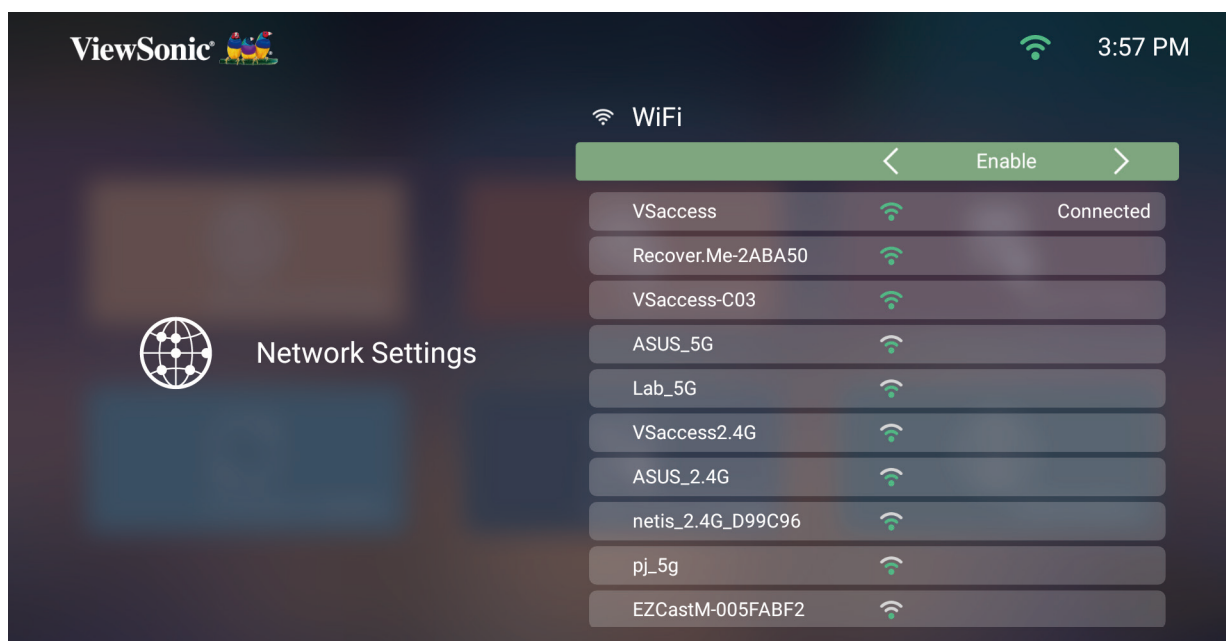 ViewSonic®
3:57 PM
WiFi
Enable
VSaccess Connected
Recover.Me-2ABA50
VSaccess-C03
ASUS_5G
Network Settings
Lab_5G
VSaccess2.4G
ASUS_2.4G
netis_2.4G_D99C96
pj_5g
EZCastM-005FABF2